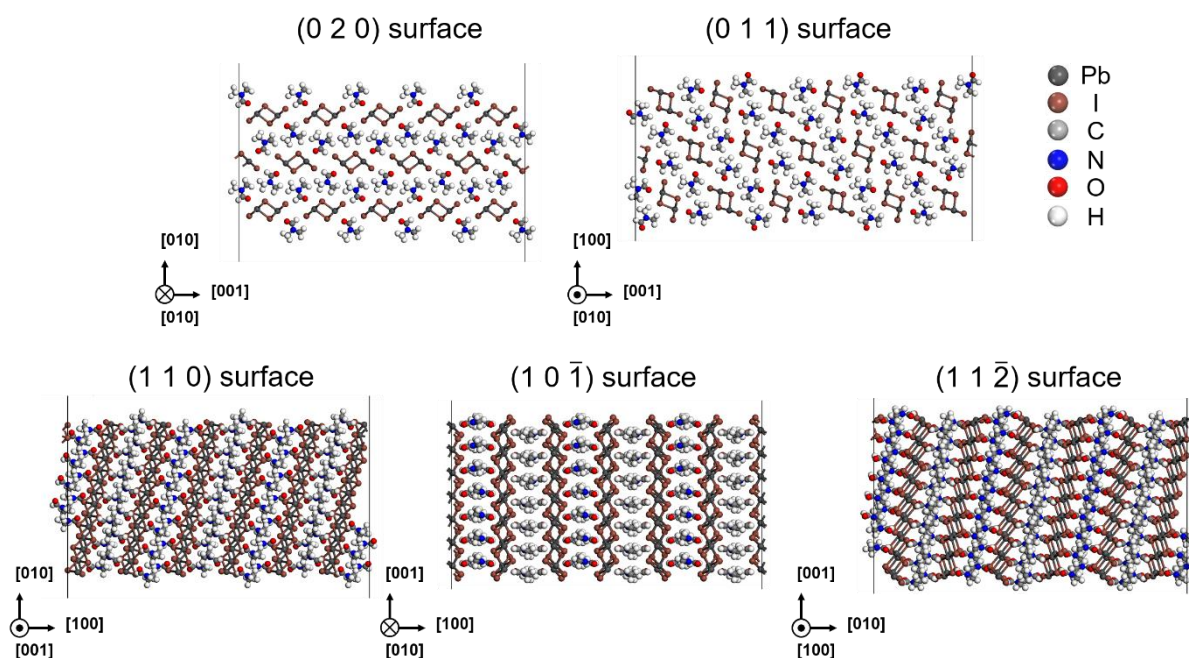 (0 2 0) surface
(0 1 1) surface
Pb
I
C
N
O
H
[010]
[001]
[010]
[100]
[001]
[010]
(1 1 0) surface
(1 0 1̅) surface
(1 1 2̅) surface
[010]
[100]
[001]
[001]
[100]
[010]
[001]
[010]
[100]